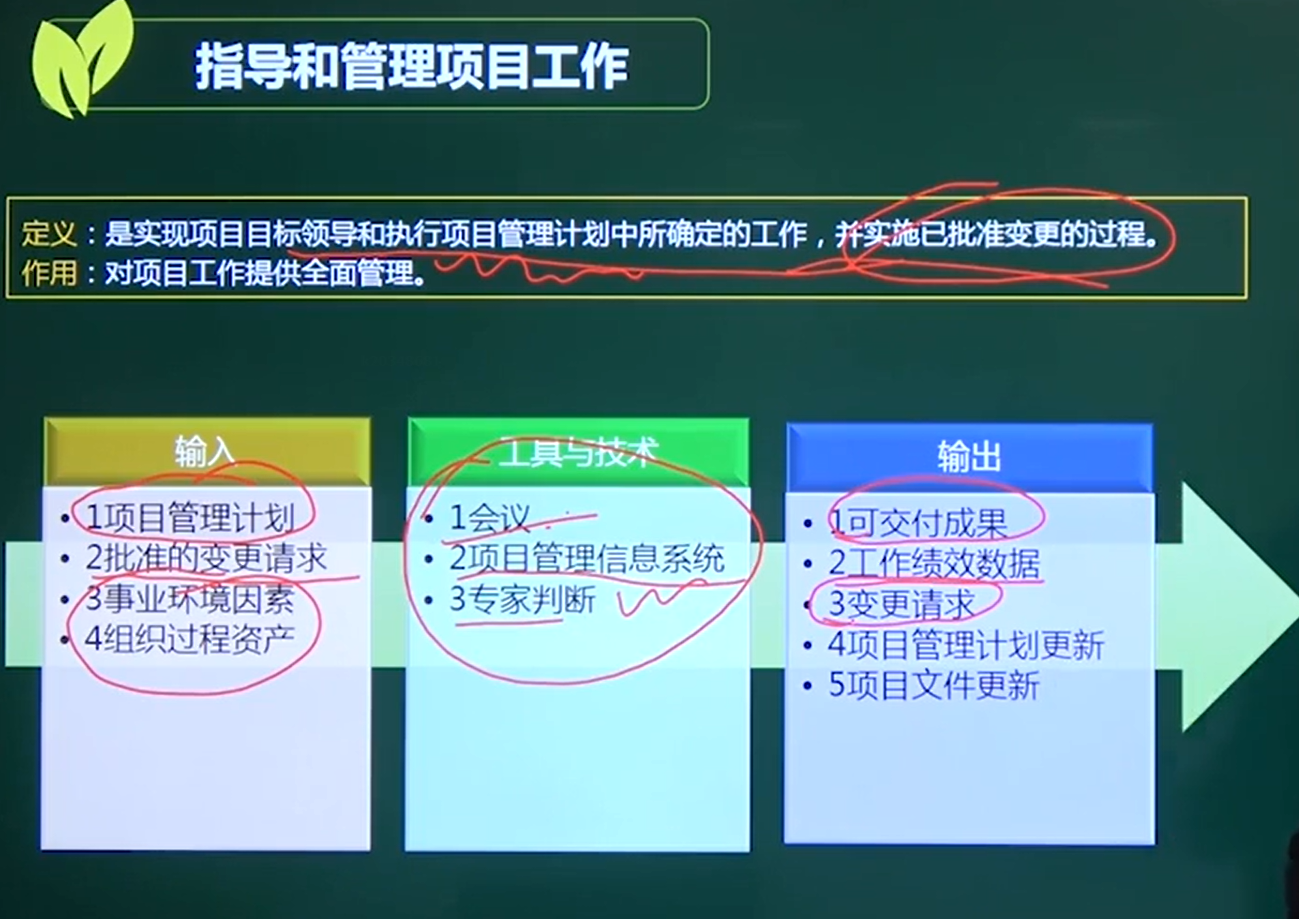 指导和管理项目工作
定义：是实现项目目标领导和执行项目管理计划中所确定的工作，并实施已批准变更的过程。
作用：对项目工作提供全面管理。
输入
• 1项目管理计划
• 2批准的变更请求
• 3事业环境因素
• 4组织过程资产
工具与技术
• 1会议
• 2项目管理信息系统
• 3专家判断
输出
• 1可交付成果
• 2工作绩效数据
• 3变更请求
• 4项目管理计划更新
• 5项目文件更新